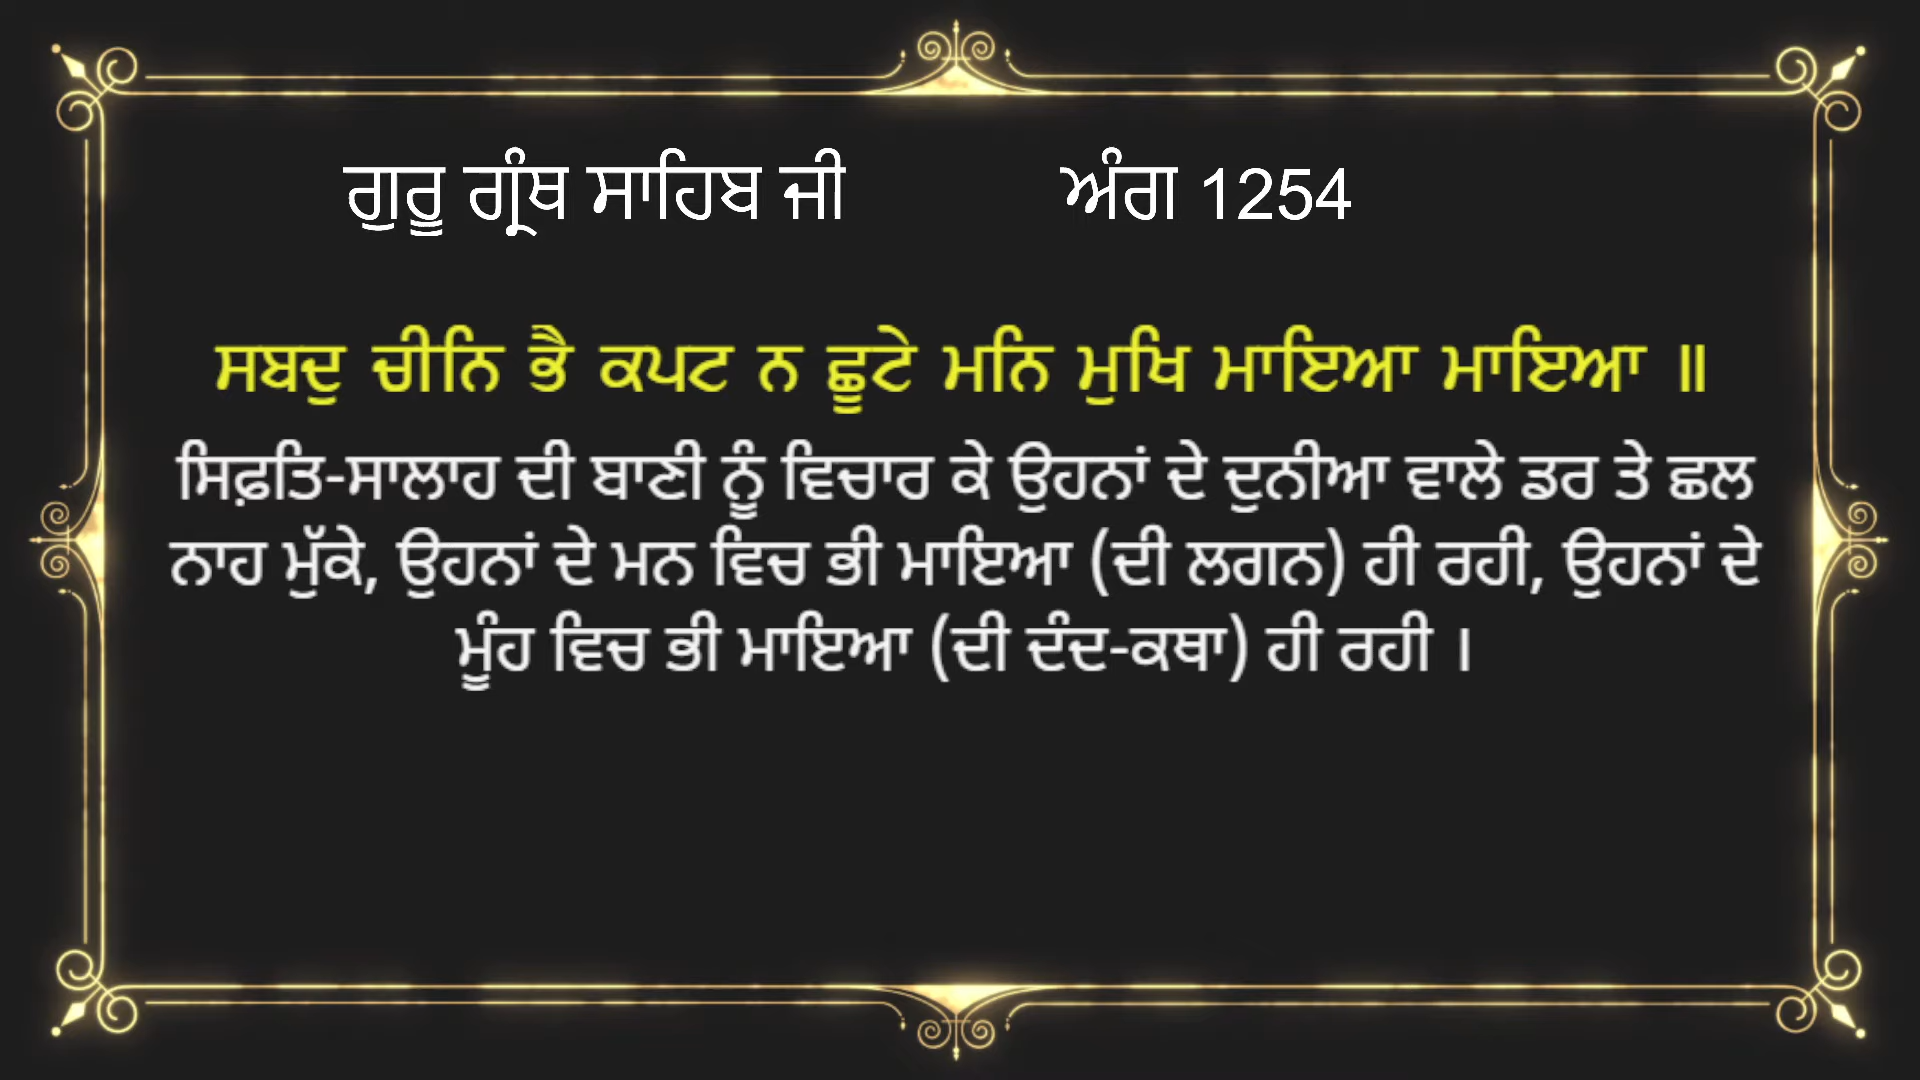 ਗੁਰੂ ਗ੍ਰੰਥ ਸਾਹਿਬ ਜੀ ਅੰਗ 1254
ਸਬਦੁ ਚੀਨਿ ਭੈ ਕਪਟ ਨ ਛੂਟੇ ਮਨਿ ਮੁਖਿ ਮਾਇਆ ਮਾਇਆ ॥
ਸਿਫ਼ਤਿ-ਸਾਲਾਹ ਦੀ ਬਾਣੀ ਨੂੰ ਵਿਚਾਰ ਕੇ ਉਹਨਾਂ ਦੇ ਦੁਨੀਆ ਵਾਲੇ ਡਰ ਤੇ ਛਲ
ਨਾਹ ਮੁੱਕੇ, ਉਹਨਾਂ ਦੇ ਮਨ ਵਿਚ ਭੀ ਮਾਇਆ (ਦੀ ਲਗਨ) ਹੀ ਰਹੀ, ਉਹਨਾਂ ਦੇ
ਮੂੰਹ ਵਿਚ ਭੀ ਮਾਇਆ (ਦੀ ਦੰਦ-ਕਥਾ) ਹੀ ਰਹੀ ।